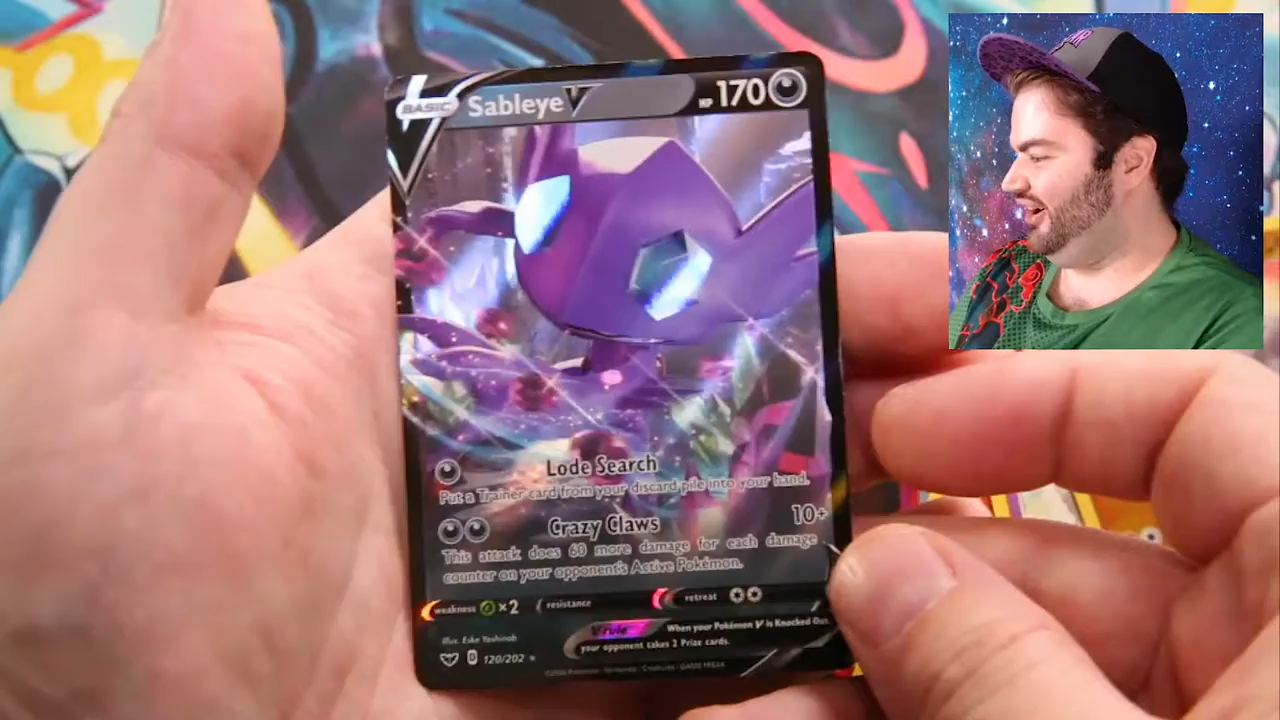 BASIC Sableye V HP 170
Lode Search
Put a Trainer card from your discard pile into your hand.
Crazy Claws 10+
This attack does 60 more damage for each damage
counter on your opponent's Active Pokémon.
weakness ×2 resistance retreat
V rule When your Pokémon V is Knocked Out,
your opponent takes 2 Prize cards.
Illus. Eske Yoshinob
D 120/202